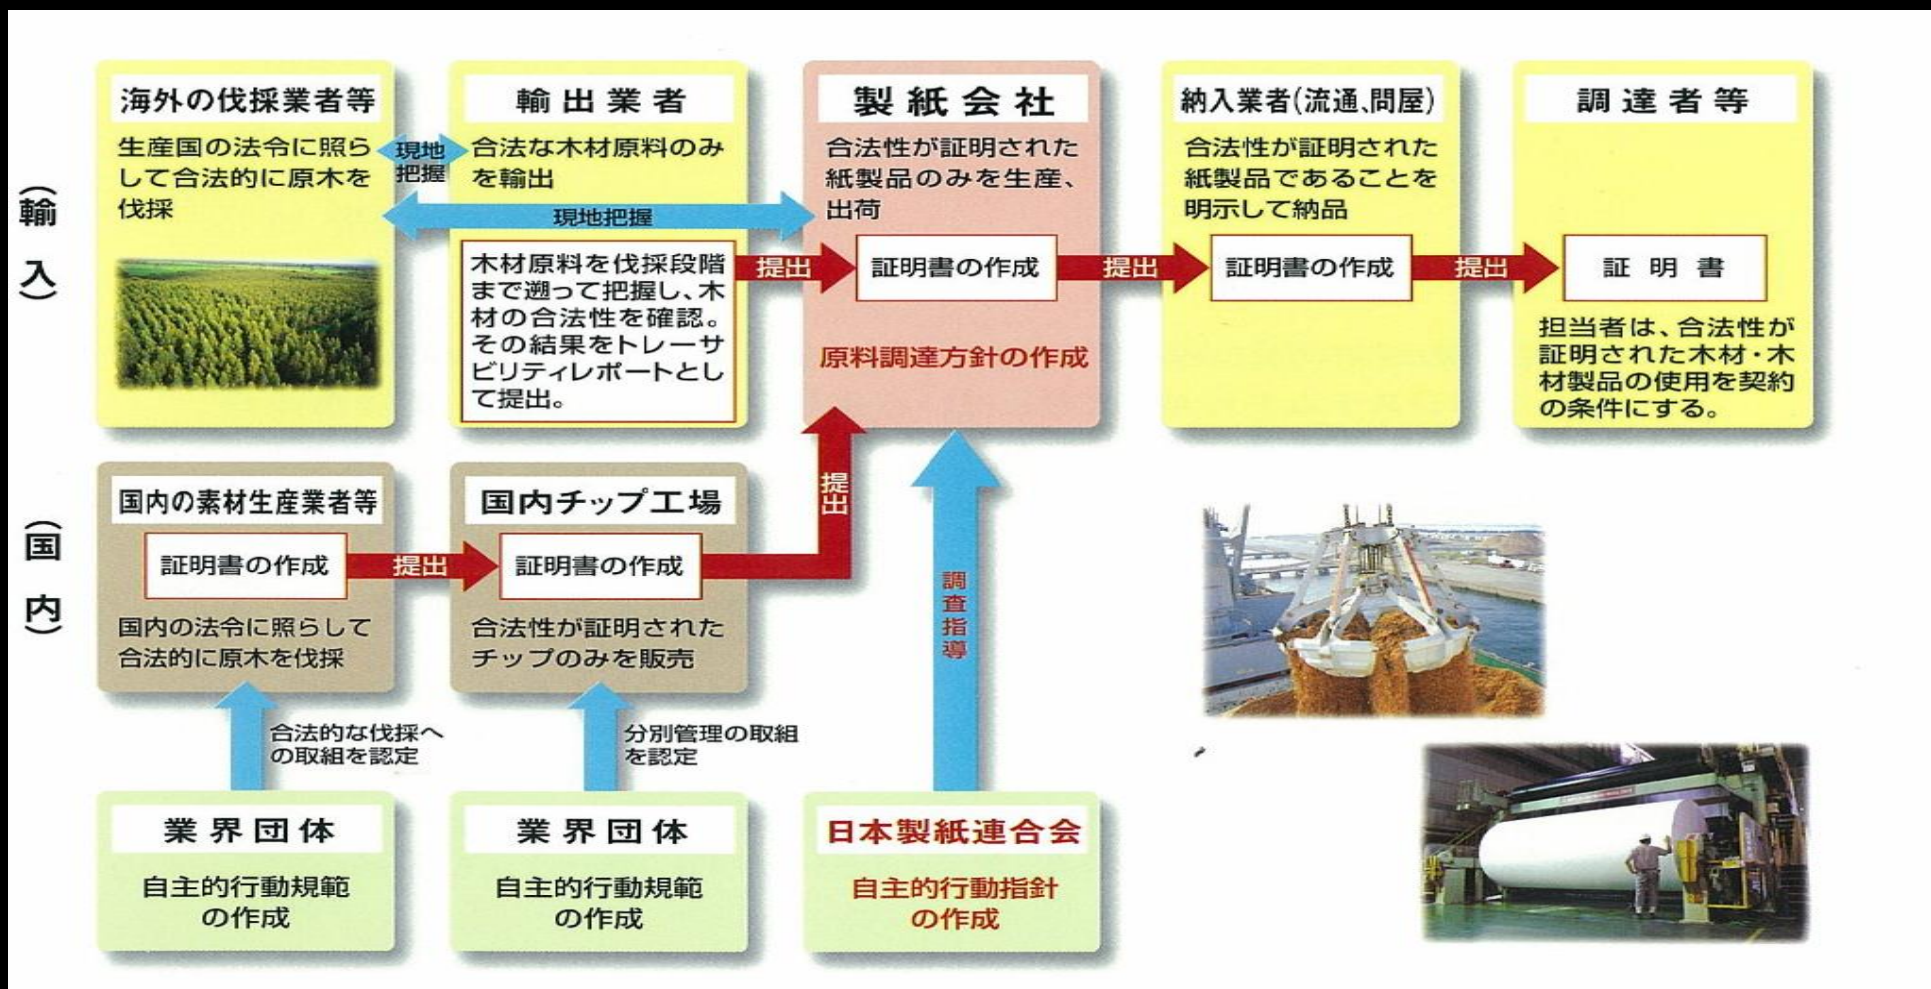 (輸入)
海外の伐採業者等
生産国の法令に照ら
して合法的に原木を
伐採
現地
把握
輸出業者
合法な木材原料のみ
を輸出
現地把握
木材原料を伐採段階
まで遡って把握し、木
材の合法性を確認。
その結果をトレーサ
ビリティレポートとし
て提出。
提出
製紙会社
合法性が証明された
紙製品のみを生産、
出荷
証明書の作成
原料調達方針の作成
提出
納入業者(流通、問屋)
合法性が証明された
紙製品であることを
明示して納品
証明書の作成
提出
調達者等
証明書
担当者は、合法性が
証明された木材・木
材製品の使用を契約
の条件にする。
(国内)
国内の素材生産業者等
証明書の作成
国内の法令に照らして
合法的に原木を伐採
提出
国内チップ工場
証明書の作成
合法性が証明された
チップのみを販売
提出
調査指導
合法的な伐採へ
の取組を認定
分別管理の取組
を認定
業界団体
自主的行動規範
の作成
業界団体
自主的行動規範
の作成
日本製紙連合会
自主的行動指針
の作成